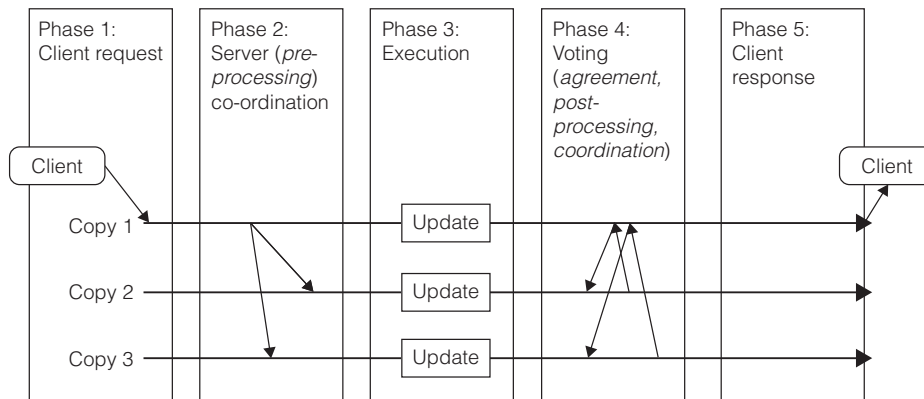 Phase 1:
Client request
Phase 2:
Server (pre-
processing)
co-ordination
Phase 3:
Execution
Phase 4:
Voting
(agreement,
post-
processing,
coordination)
Phase 5:
Client
response
Client
Client
Copy 1
Update
Copy 2
Update
Copy 3
Update